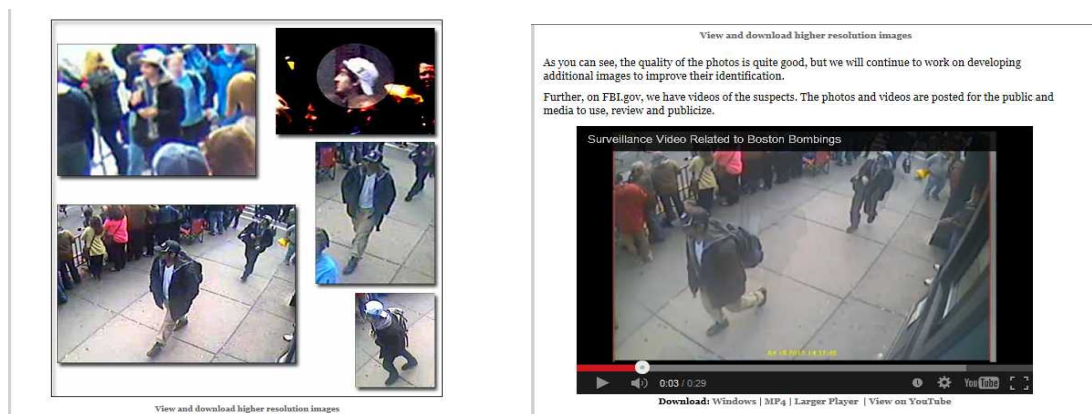 View and download higher resolution images
View and download higher resolution images
As you can see, the quality of the photos is quite good, but we will continue to work on developing
additional images to improve their identification.
Further, on FBI.gov, we have videos of the suspects. The photos and videos are posted for the public and
media to use, review and publicize.
Surveillance Video Related to Boston Bombings
0:03 / 0:29
YouTube
Download: Windows | MP4 | Larger Player | View on YouTube